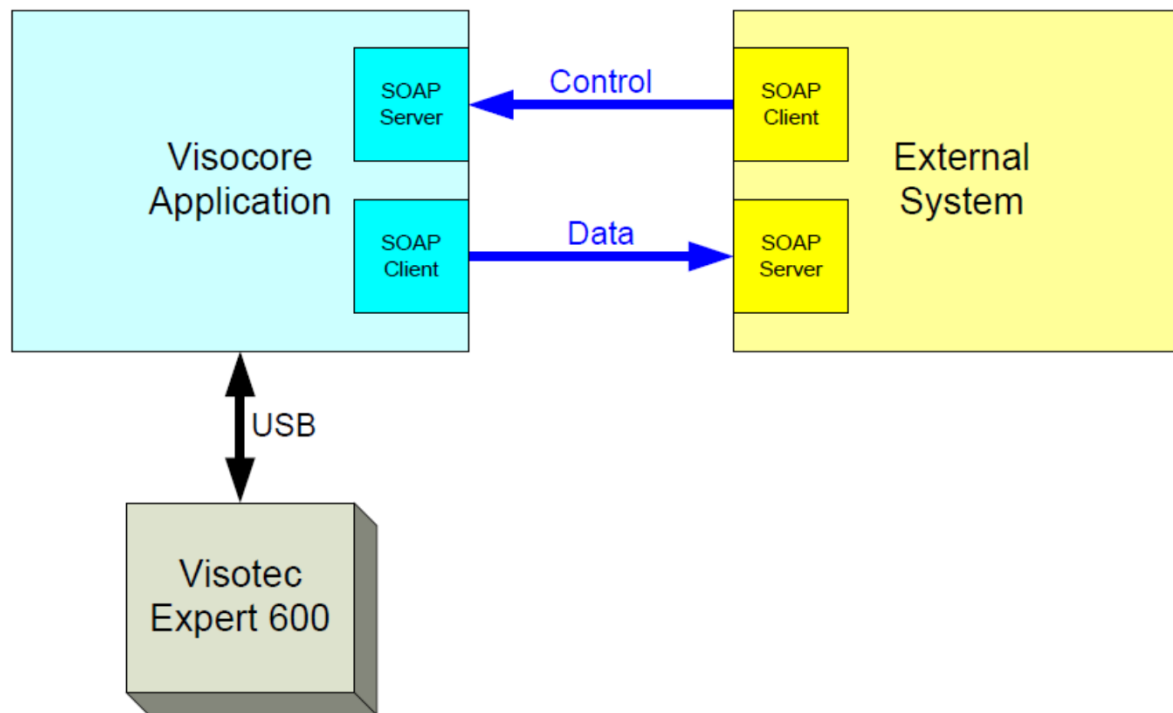 Visocore
Application
SOAP
Server
SOAP
Client
Control
Data
SOAP
Client
SOAP
Server
External
System
USB
Visotec
Expert 600